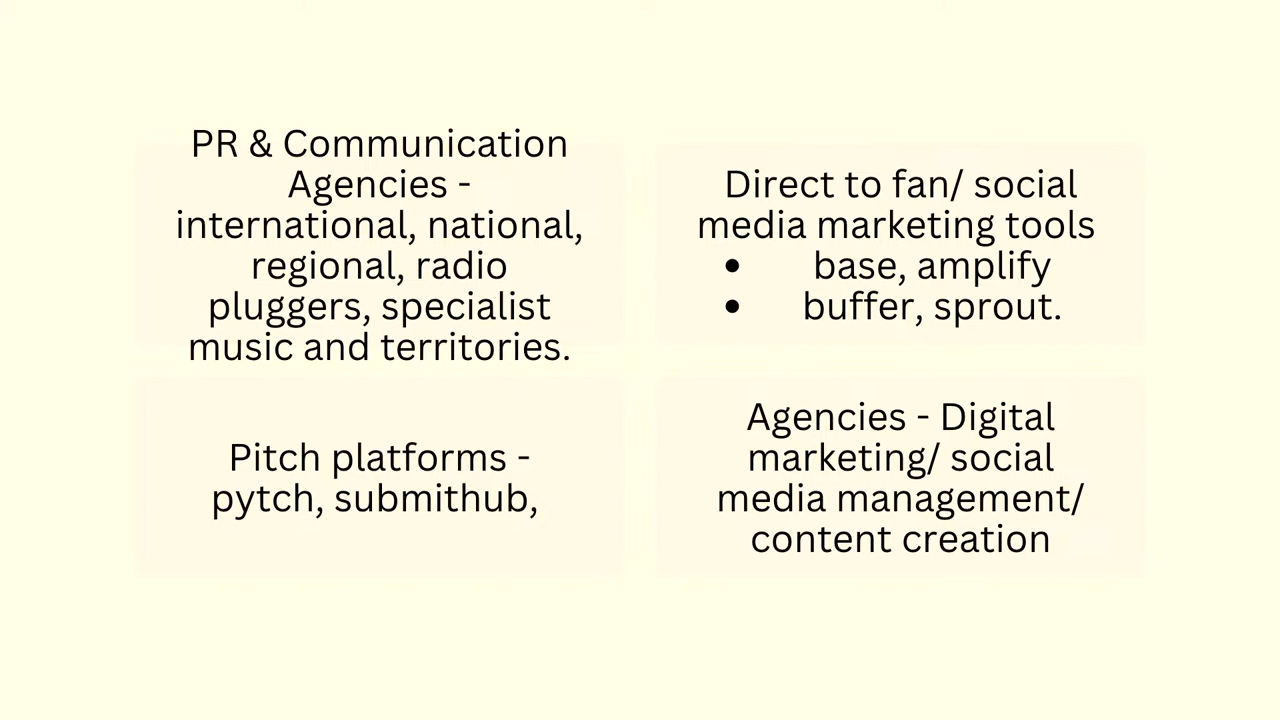 PR & Communication
Agencies -
international, national,
regional, radio
pluggers, specialist
music and territories.
Direct to fan/ social
media marketing tools
• base, amplify
• buffer, sprout.
Pitch platforms -
pytch, submithub,
Agencies - Digital
marketing/ social
media management/
content creation